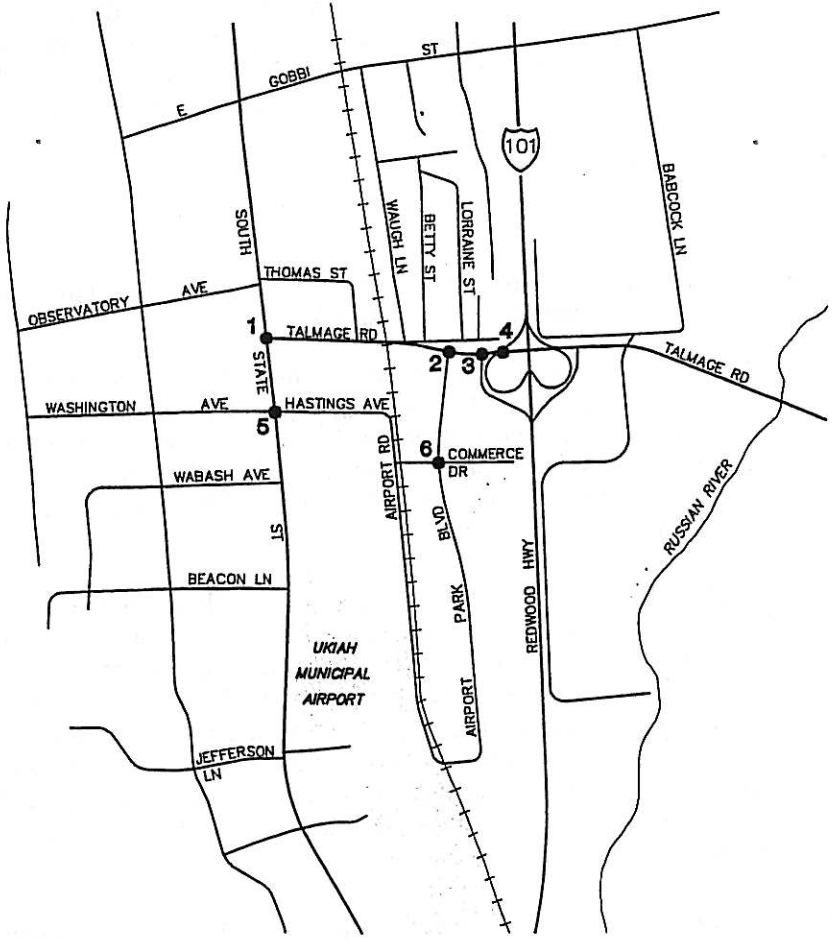 E GOBBI ST
101
BABCOCK LN
SOUTH
WAUGH LN
BETTY ST
LORRAINE ST
THOMAS ST
OBSERVATORY AVE
1
TALMAGE RD
2
3
4
TALMAGE RD
STATE
WASHINGTON AVE
5
HASTINGS AVE
6
COMMERCE
DR
WABASH AVE
AIRPORT RD
RUSSIAN RIVER
ST
BLVD
BEACON LN
PARK
REDWOOD HWY
UKIAH
MUNICIPAL
AIRPORT
AIRPORT
JEFFERSON
LN